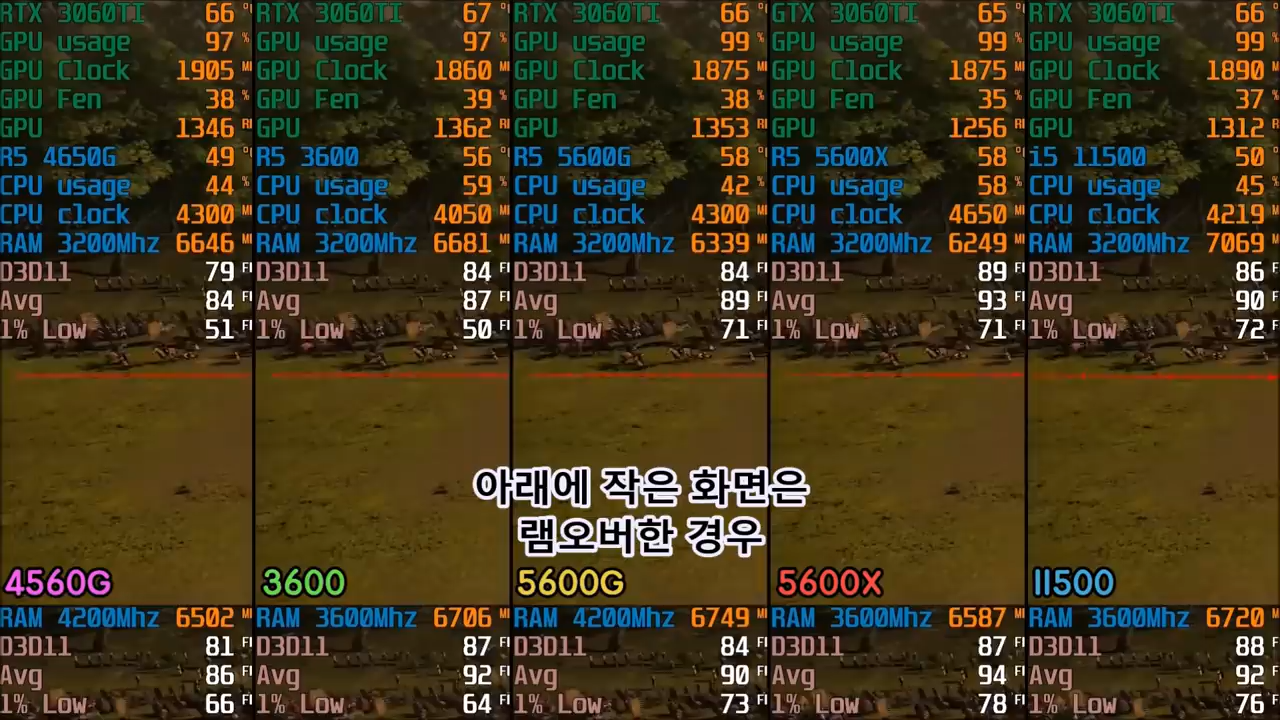 RTX 3060TI 66 °
GPU usage 97 %
GPU Clock 1905 M
GPU Fen 38 %
GPU 1346 R
R5 4650G 49 °
CPU usage 44 %
CPU clock 4300 M
RAM 3200Mhz 6646 M
D3D11 79 F
Avg 84 F
1% Low 51 F
RTX 3060TI 67 °
GPU usage 97 %
GPU Clock 1860 M
GPU Fen 39 %
GPU 1362 R
R5 3600 56 °
CPU usage 59 %
CPU clock 4050 M
RAM 3200Mhz 6681 M
D3D11 84 F
Avg 87 F
1% Low 50 F
RTX 3060TI 66 °
GPU usage 99 %
GPU Clock 1875 M
GPU Fen 38 %
GPU 1353 R
R5 5600G 58 °
CPU usage 42 %
CPU clock 4300 M
RAM 3200Mhz 6339 M
D3D11 84 F
Avg 89 F
1% Low 71 F
GTX 3060TI 65 °
GPU usage 99 %
GPU Clock 1875 M
GPU Fen 35 %
GPU 1256 R
R5 5600X 58 °
CPU usage 58 %
CPU clock 4650 M
RAM 3200Mhz 6249 M
D3D11 89 F
Avg 93 F
1% Low 71 F
RTX 3060TI 66 °
GPU usage 99 %
GPU Clock 1890 M
GPU Fen 37 %
GPU 1312 R
i5 11500 50 °
CPU usage 45 %
CPU clock 4219 M
RAM 3200Mhz 7069 M
D3D11 86 F
Avg 90 F
1% Low 72 F
아래에 작은 화면은
램오버한 경우
4560G
3600
5600G
5600X
11500
RAM 4200Mhz 6502 M
D3D11 81 F
Avg 86 F
1% Low 66 F
RAM 3600Mhz 6706 M
D3D11 87 F
Avg 92 F
1% Low 64 F
RAM 4200Mhz 6749 M
D3D11 84 F
Avg 90 F
1% Low 73 F
RAM 3600Mhz 6587 M
D3D11 87 F
Avg 94 F
1% Low 78 F
RAM 3600Mhz 6720 M
D3D11 88 F
Avg 92 F
1% Low 76 F